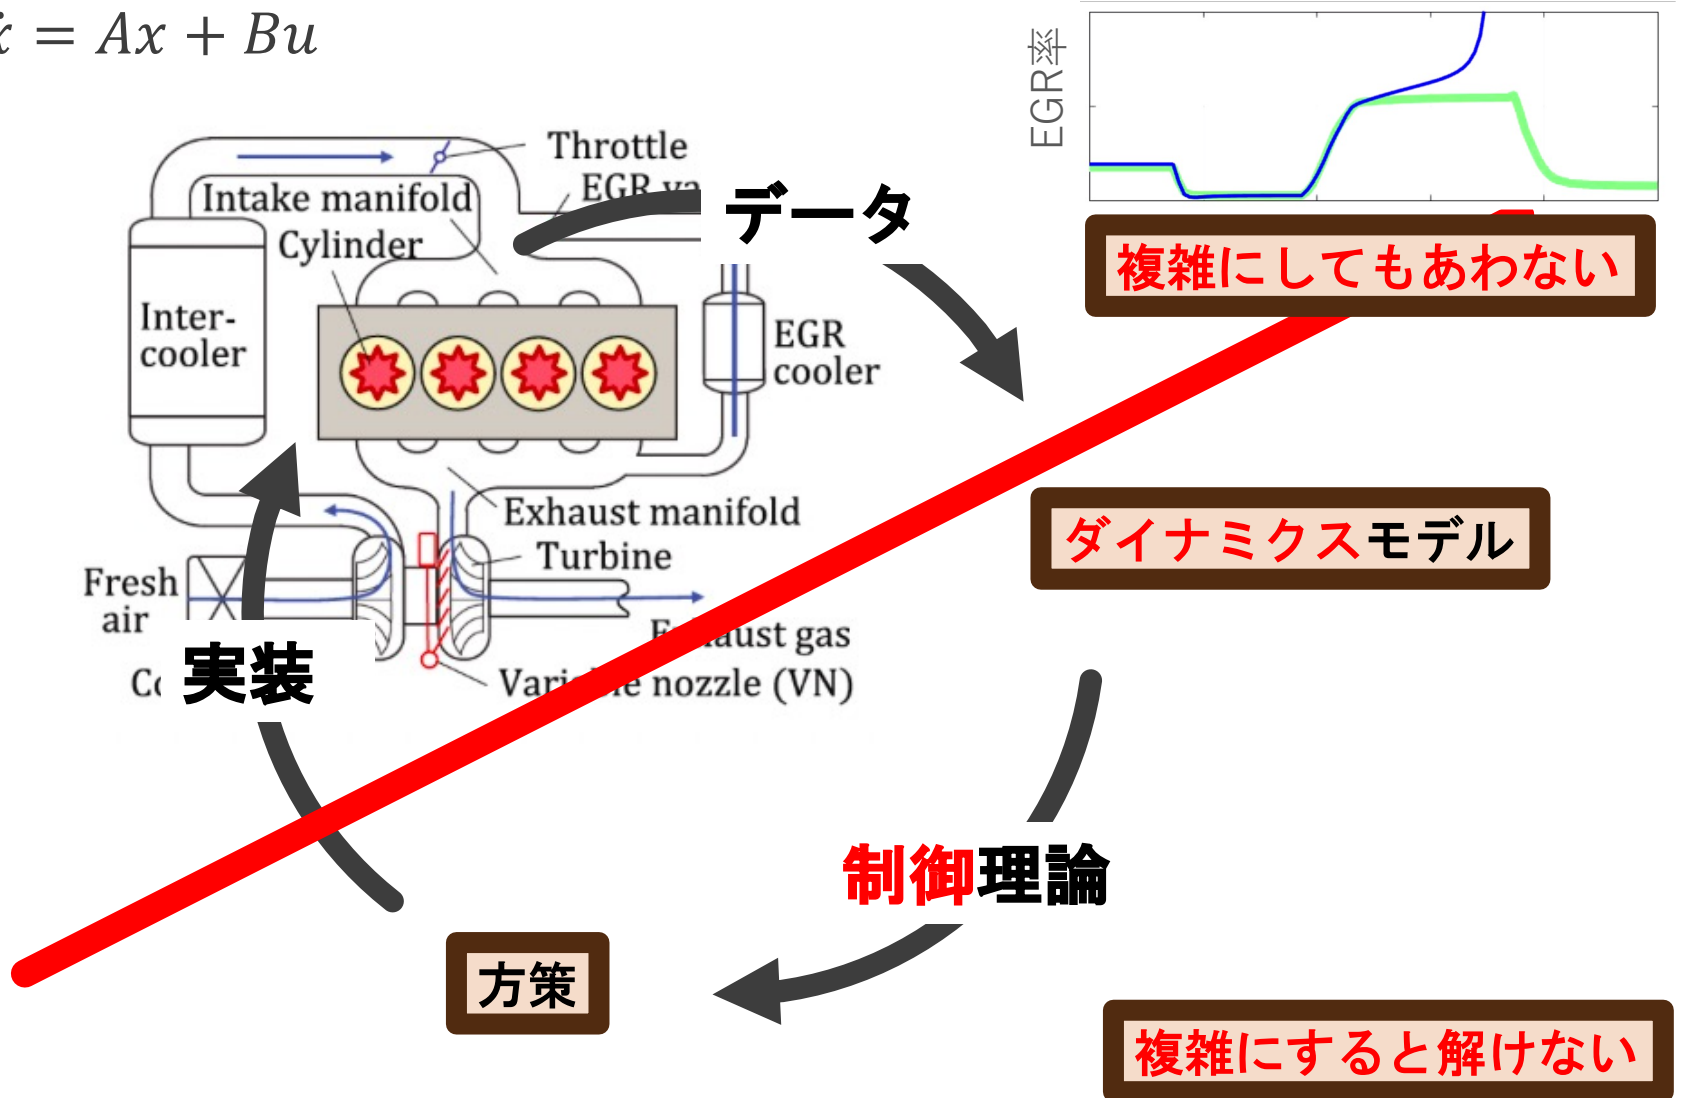 = Ax + Bu
EGR率
Throttle
EGR
Intake manifold
データ
Cylinder
複雑にしてもあわない
Inter-
cooler
EGR
cooler
Exhaust manifold
ダイナミクスモデル
Turbine
Fresh
air
gas
実装
nozzle (VN)
制御理論
方策
複雑にすると解けない